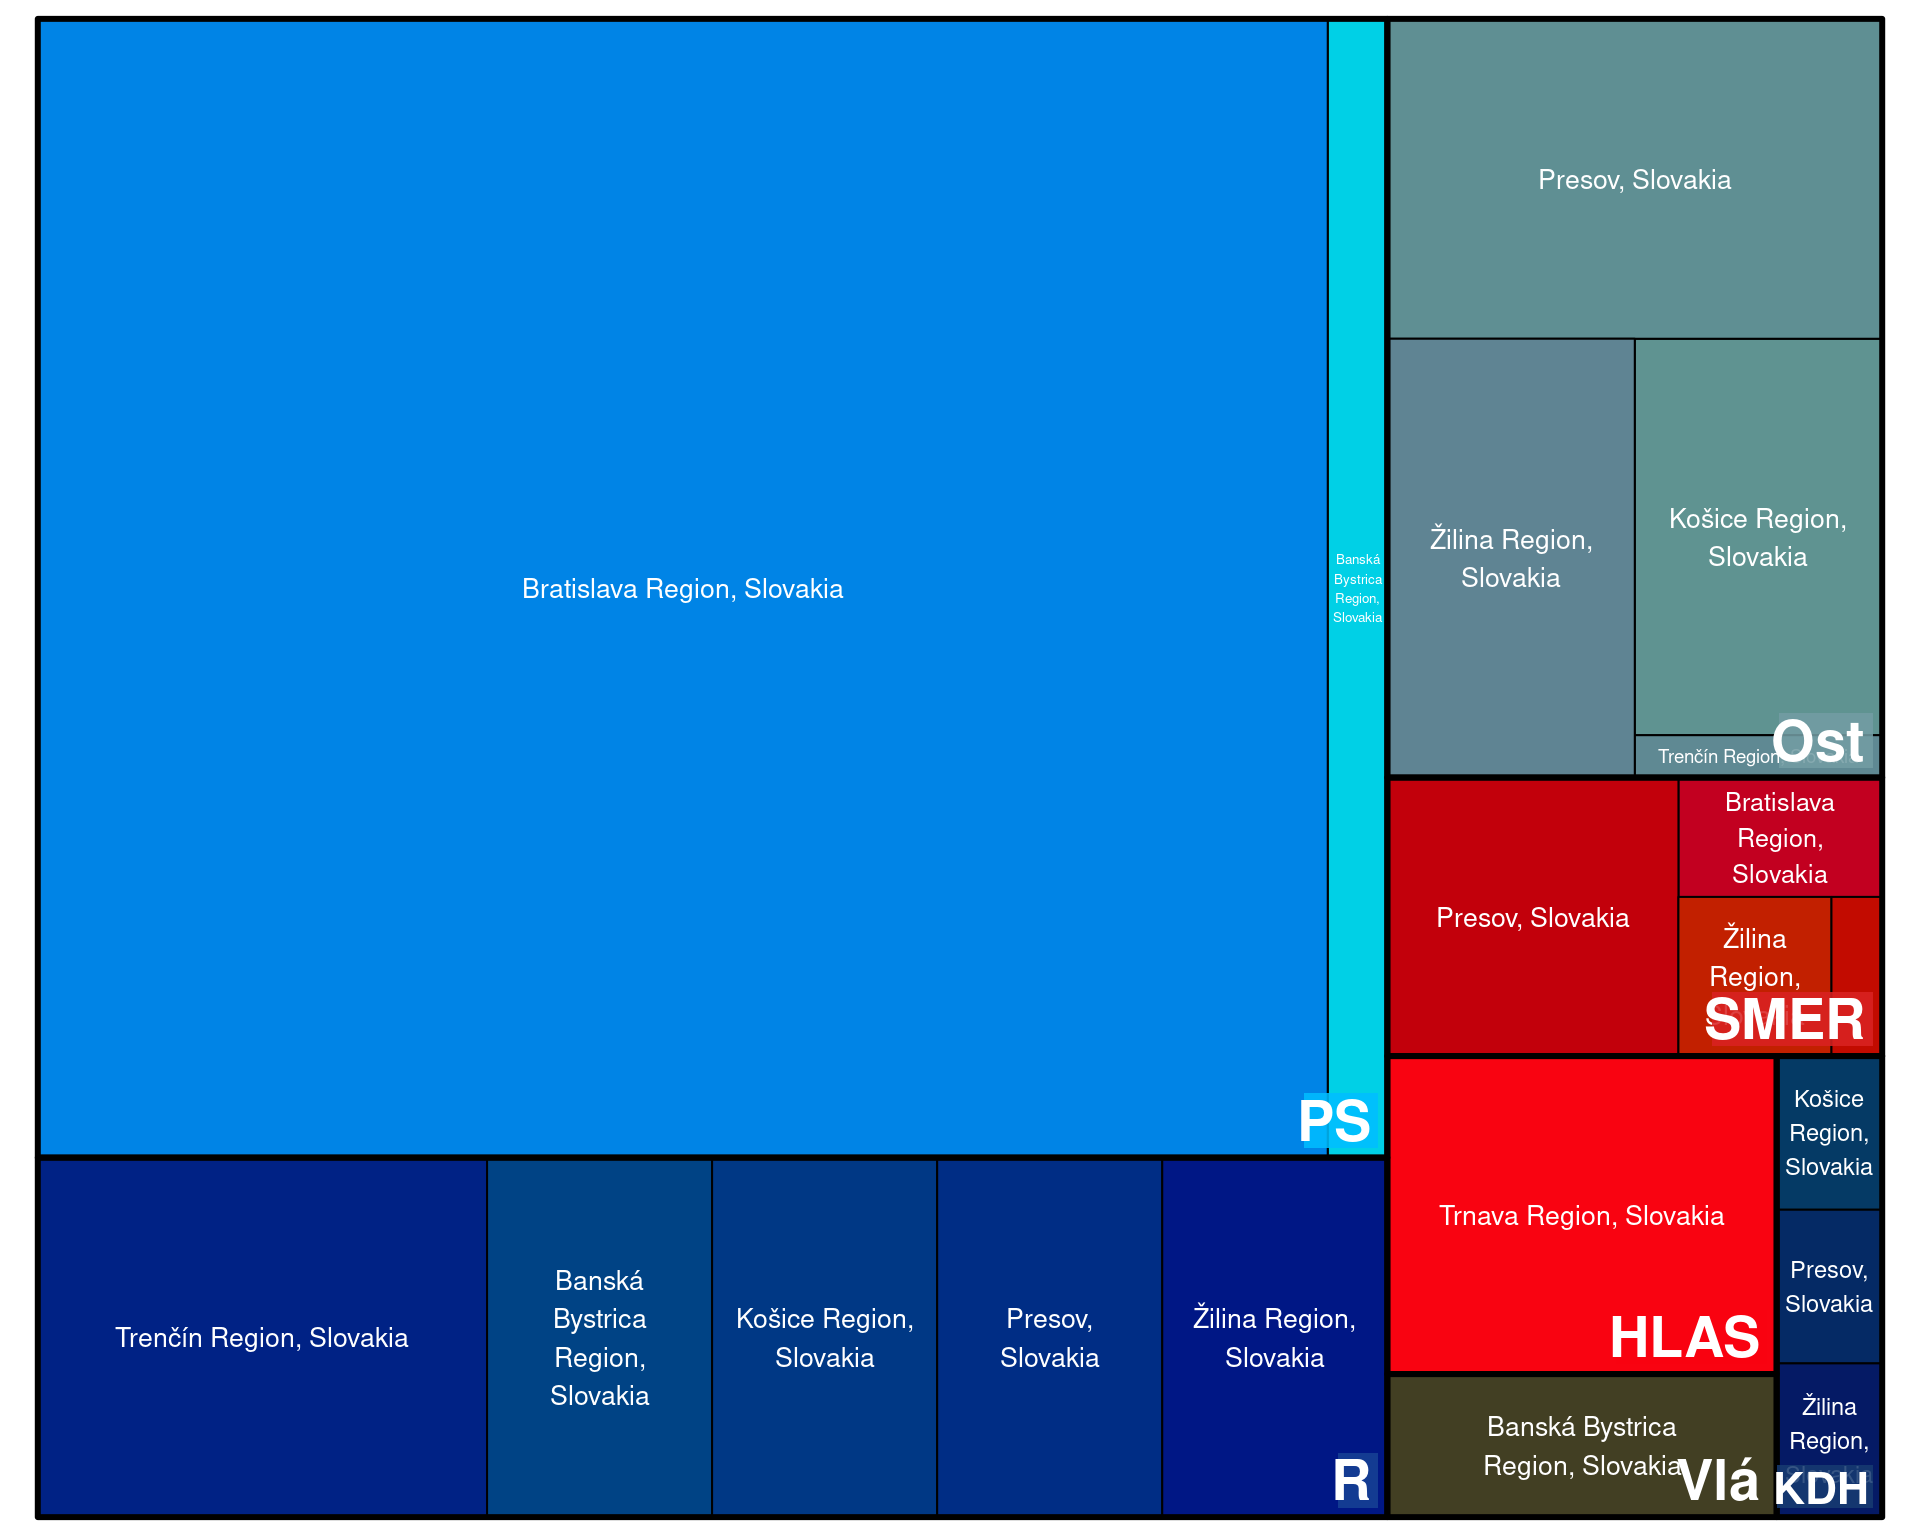 Bratislava Region, Slovakia
Banská
Bystrica
Region,
Slovakia
PS
Trenčín Region, Slovakia
Banská
Bystrica
Region,
Slovakia
Košice Region,
Slovakia
Presov,
Slovakia
Žilina Region,
Slovakia
R
Presov, Slovakia
Žilina Region,
Slovakia
Košice Region,
Slovakia
Trenčín Region
Ost
Presov, Slovakia
Bratislava
Region,
Slovakia
Žilina
Region,
SMER
Trnava Region, Slovakia
HLAS
Banská Bystrica
Region, Slovakia
Vlá
Košice
Region,
Slovakia
Presov,
Slovakia
Žilina
Region,
KDH